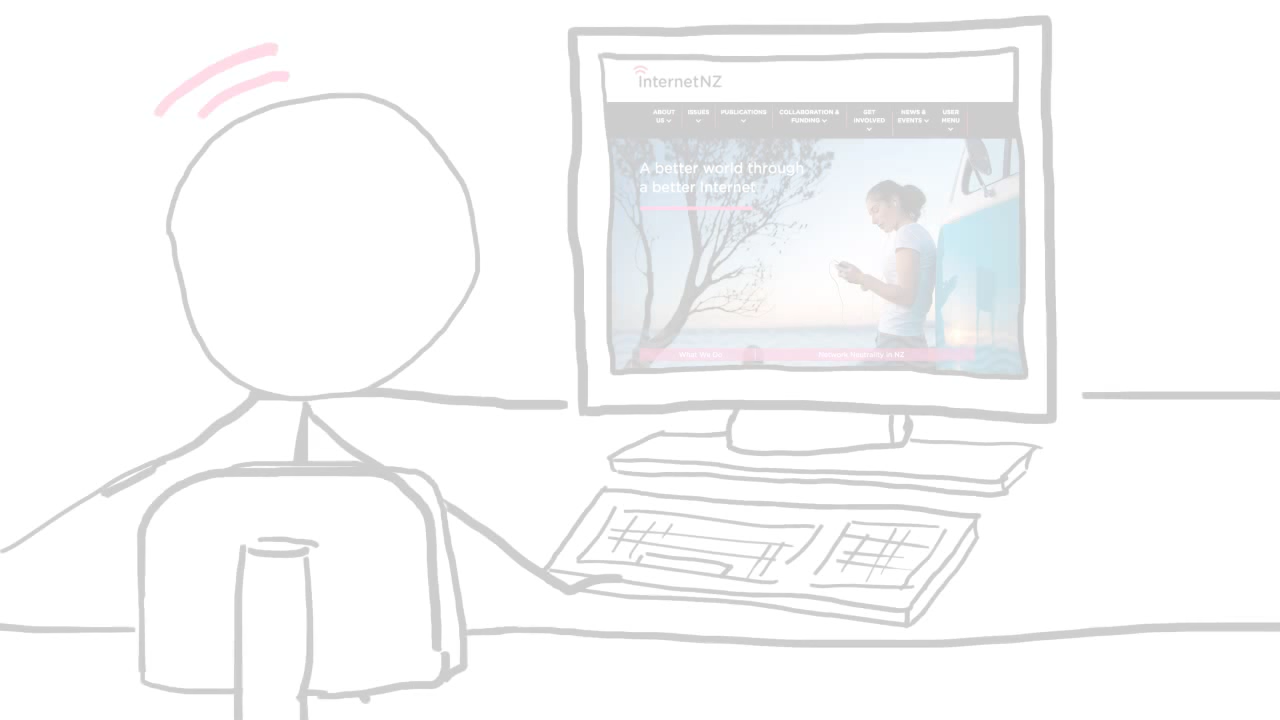 InternetNZ
ABOUT US
ISSUES
PUBLICATIONS
COLLABORATION & FUNDING
GET INVOLVED
NEWS & EVENTS
USER MENU
A better world through
a better Internet
What We Do
Network Neutrality in NZ